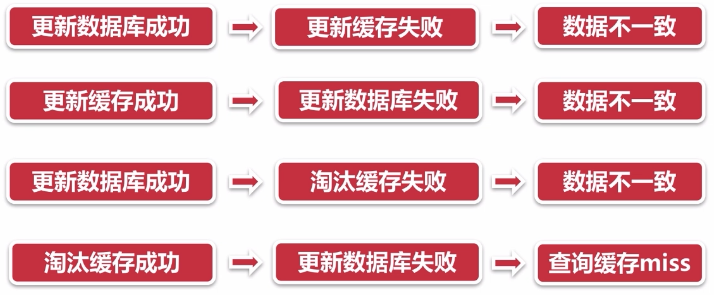 更新数据库成功 更新缓存失败 数据不一致
更新缓存成功 更新数据库失败 数据不一致
更新数据库成功 淘汰缓存失败 数据不一致
淘汰缓存成功 更新数据库失败 查询缓存miss